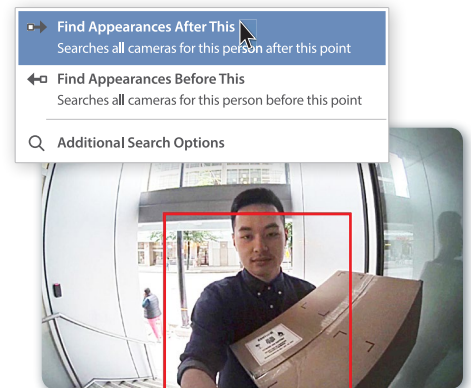 Find Appearances After This
Searches all cameras for this person after this point
Find Appearances Before This
Searches all cameras for this person before this point
Additional Search Options